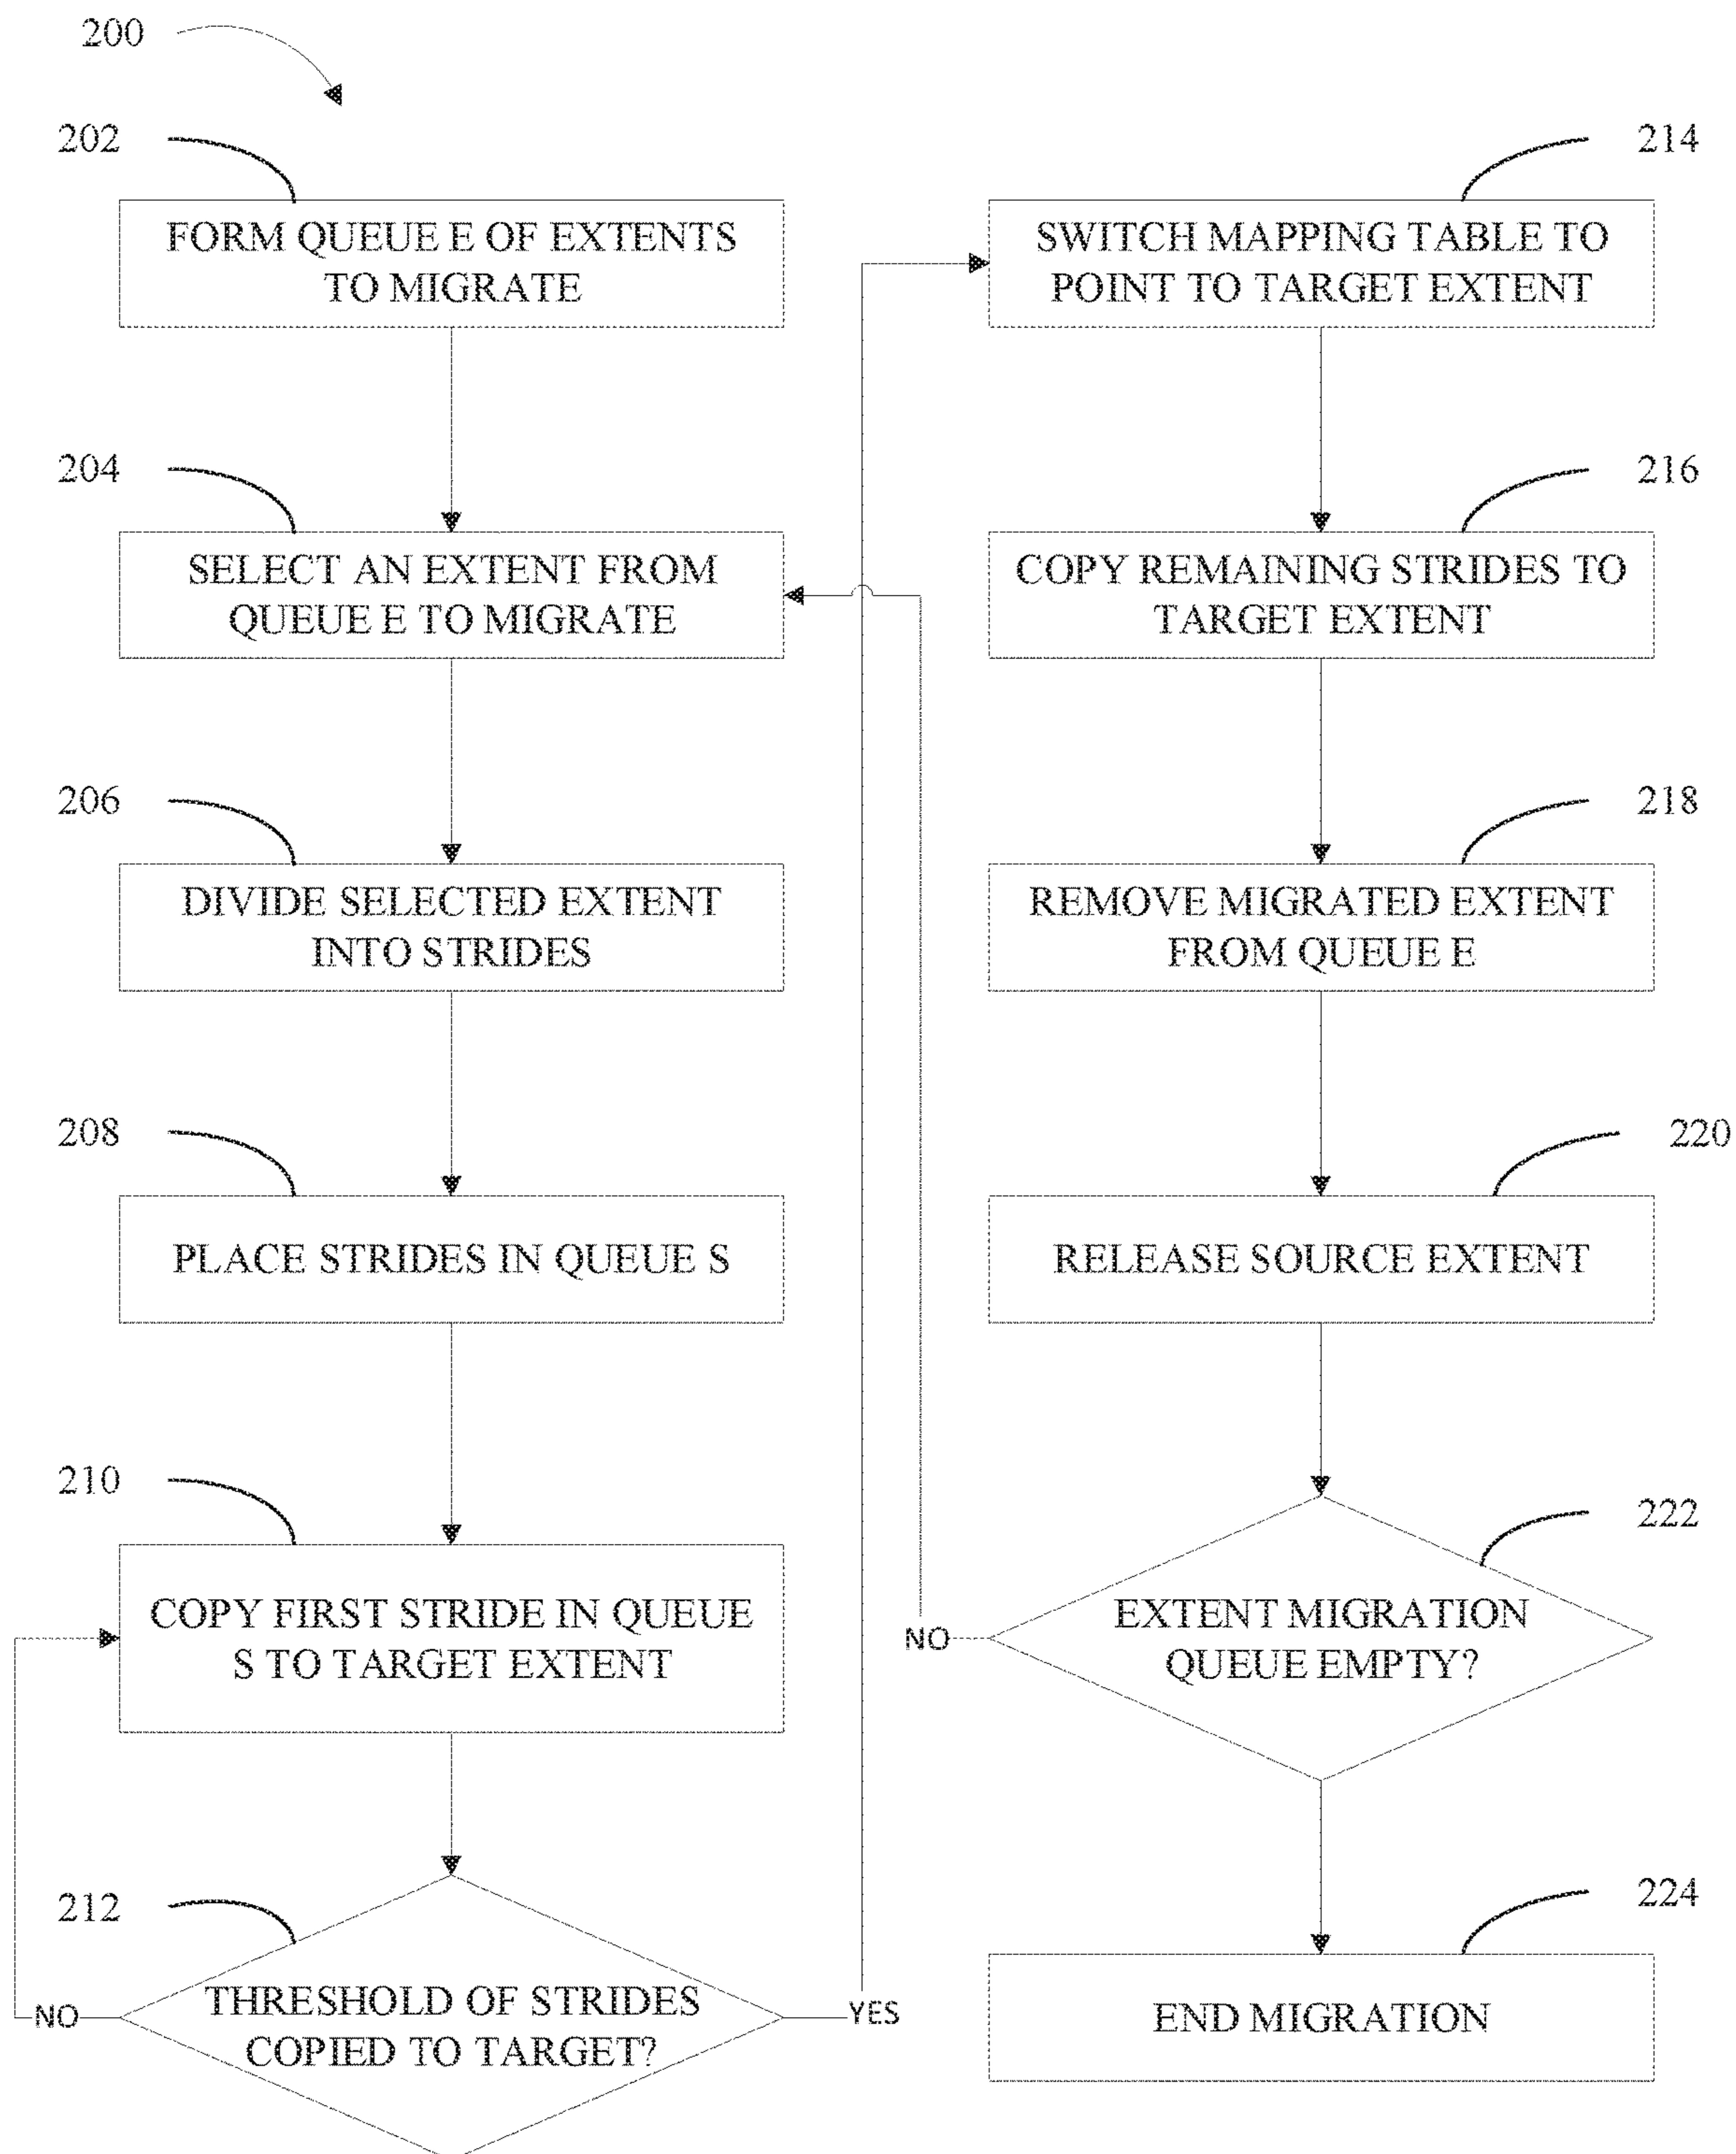 200
202
FORM QUEUE E OF EXTENTS
TO MIGRATE
204
SELECT AN EXTENT FROM
QUEUE E TO MIGRATE
206
DIVIDE SELECTED EXTENT
INTO STRIDES
208
PLACE STRIDES IN QUEUE S
210
COPY FIRST STRIDE IN QUEUE
S TO TARGET EXTENT
212
THRESHOLD OF STRIDES
COPIED TO TARGET?
NO
YES
214
SWITCH MAPPING TABLE TO
POINT TO TARGET EXTENT
216
COPY REMAINING STRIDES TO
TARGET EXTENT
218
REMOVE MIGRATED EXTENT
FROM QUEUE E
220
RELEASE SOURCE EXTENT
222
EXTENT MIGRATION
QUEUE EMPTY?
NO
224
END MIGRATION